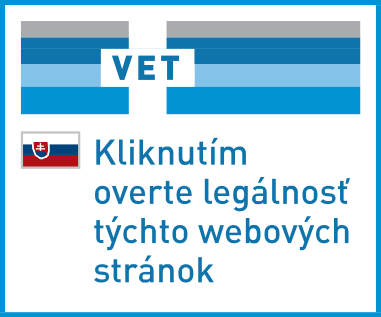 VET
Kliknutím
overte legálnosť
týchto webových
stránok